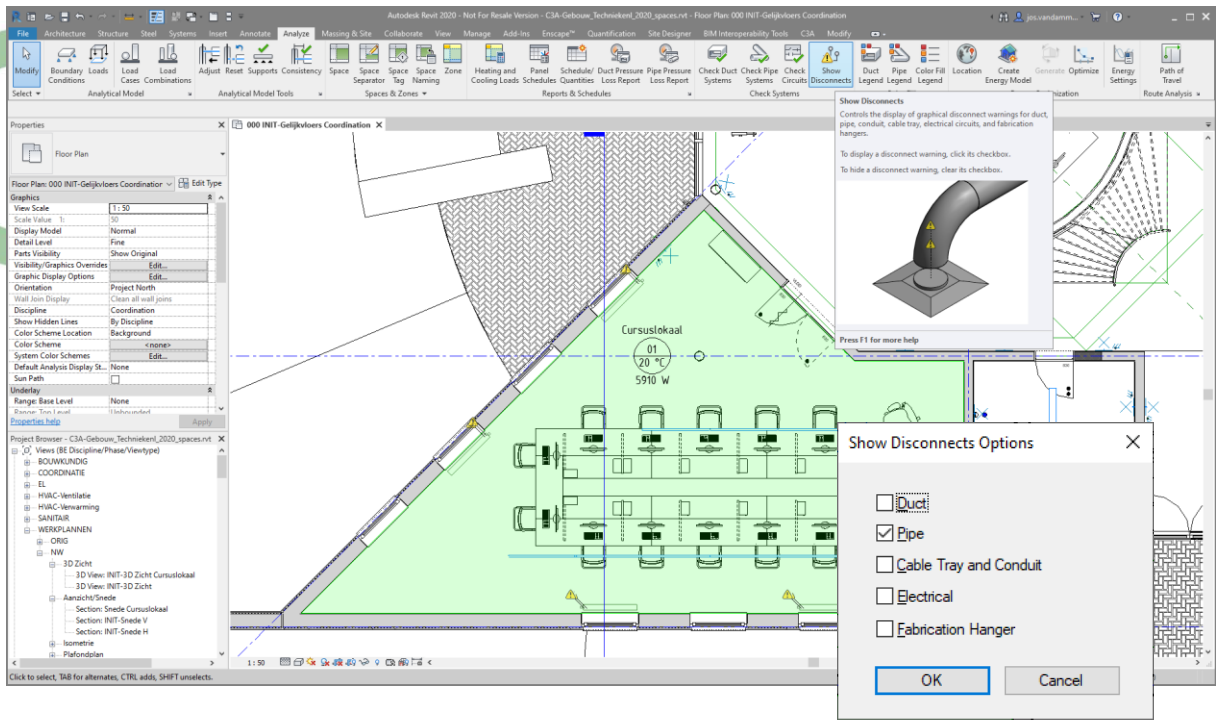 Autodesk Revit 2020 - Not For Resale Version - C3A-Gebouw_Techniekenl_2020_spaces.rvt - Floor Plan: 000 INIT-Gelijkvloers Coordination
jos.vandamm...
File Architecture Structure Steel Systems Insert Annotate Analyze Massing & Site Collaborate View Manage Add-Ins Enscape™ Quantification Site Designer BIM Interoperability Tools C3A Modify
Modify Boundary Conditions Loads Load Cases Load Combinations Adjust Reset Supports Consistency Space Space Separator Space Tag Space Naming Zone Heating and Cooling Loads Panel Schedules Schedule/ Quantities Duct Pressure Loss Report Pipe Pressure Loss Report Check Duct Systems Check Pipe Systems Check Circuits Show Disconnects Duct Legend Pipe Legend Color Fill Legend Location Create Energy Model Generate Optimize Energy Settings Path of Travel
Select Analytical Model Analytical Model Tools Spaces & Zones Reports & Schedules Check Systems Route Analysis
Show Disconnects
Controls the display of graphical disconnect warnings for duct,
pipe, conduit, cable tray, electrical circuits, and fabrication
hangers.
To display a disconnect warning, click its checkbox.
To hide a disconnect warning, clear its checkbox.
Press F1 for more help
Properties
000 INIT-Gelijkvloers Coordination
Floor Plan
Floor Plan: 000 INIT-Gelijkvloers Coordination Edit Type
Graphics
View Scale 1 : 50
Scale Value 1: 50
Display Model Normal
Detail Level Fine
Parts Visibility Show Original
Visibility/Graphics Overrides Edit...
Graphic Display Options Edit...
Orientation Project North
Wall Join Display Clean all wall joins
Discipline Coordination
Show Hidden Lines By Discipline
Color Scheme Location Background
Color Scheme <none>
System Color Schemes Edit...
Default Analysis Display St... None
Sun Path
Underlay
Range: Base Level None
Range: Top Level Unbounded
Properties help Apply
Project Browser - C3A-Gebouw_Techniekenl_2020_spaces.rvt
Views (BE Discipline/Phase/Viewtype)
BOUWKUNDIG
COORDINATIE
EL
HVAC-Ventilatie
HVAC-Verwarming
SANITAIR
WERKPLANNEN
ORIG
NW
3D Zicht
3D View: INIT-3D Zicht Cursuslokaal
3D View: INIT-3D Zicht
Aanzicht/Snede
Section: Snede Cursuslokaal
Section: INIT-Snede V
Section: INIT-Snede H
Isometrie
Plafondplan
Cursuslokaal
01
20 °C
5910 W
1 : 50
Click to select, TAB for alternates, CTRL adds, SHIFT unselects.
Show Disconnects Options
Duct
Pipe
Cable Tray and Conduit
Electrical
Fabrication Hanger
OK Cancel